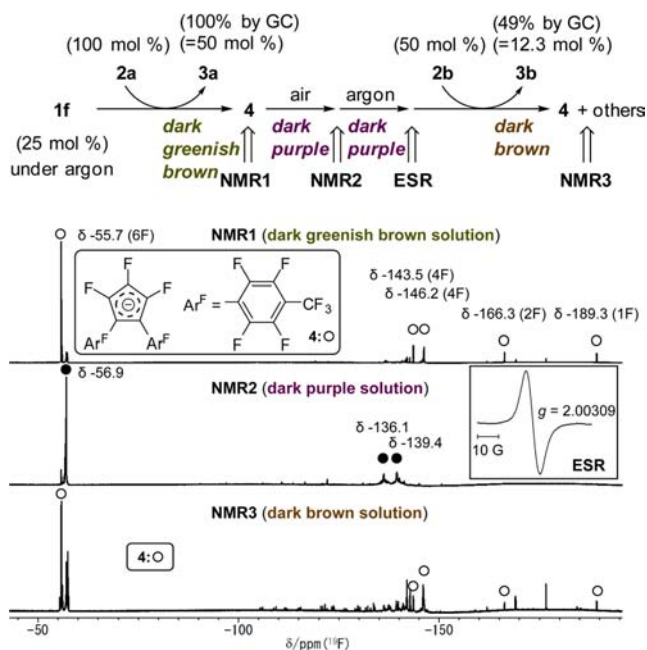 (100 mol %)
(100% by GC)
(=50 mol %)
(50 mol %)
(49% by GC)
(=12.3 mol %)
2a
3a
air
argon
2b
3b
1f
4
4 + others
(25 mol %)
under argon
dark
greenish
brown
dark
purple
dark
purple
dark
brown
NMR1
NMR2
ESR
NMR3
δ -55.7 (6F)
NMR1 (dark greenish brown solution)
F
F
F
⊖
ArF
ArF
ArF =
F
F
F
F
CF3
4:○
δ -143.5 (4F)
δ -146.2 (4F)
δ -166.3 (2F)
δ -189.3 (1F)
δ -56.9
NMR2 (dark purple solution)
δ -136.1
δ -139.4
g = 2.00309
10 G
ESR
NMR3 (dark brown solution)
4:○
-50
-100
-150
δ/ppm (19F)